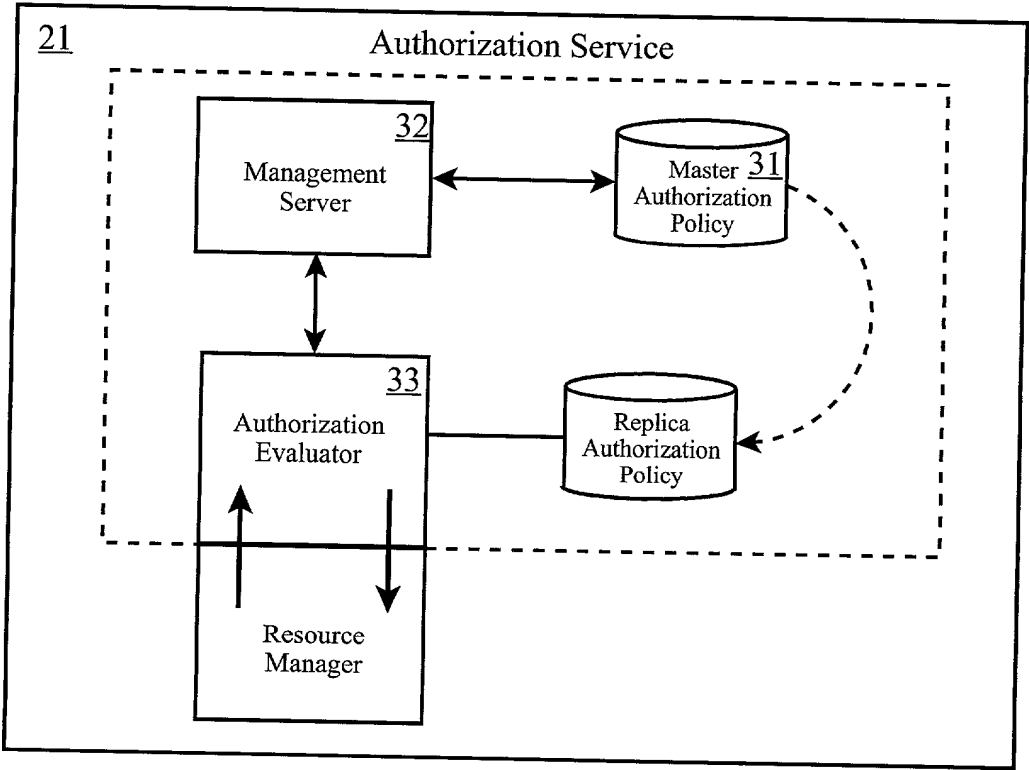 21
Authorization Service
32
Management
Server
31
Master
Authorization
Policy
33
Authorization
Evaluator
Replica
Authorization
Policy
Resource
Manager